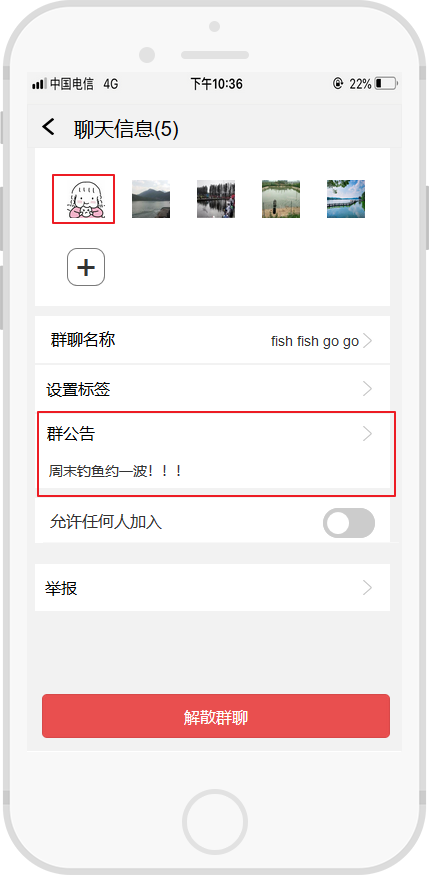 中国电信 4G 下午10:36 22%
聊天信息(5)
群聊名称 fish fish go go
设置标签
群公告
周末钓鱼约一波！！！
允许任何人加入
举报
解散群聊